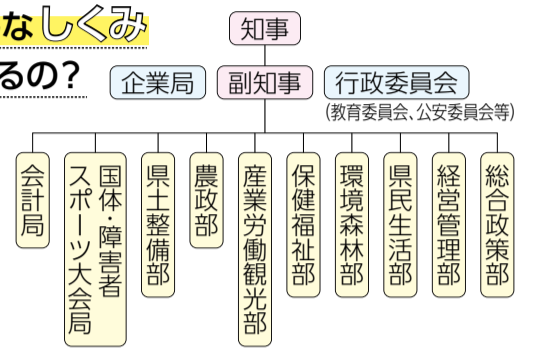 なしくみ
るの?
知事
企業局
副知事
行政委員会
(教育委員会、公安委員会等)
総合政策部
経営管理部
県民生活部
環境森林部
保健福祉部
産業労働観光部
農政部
県土整備部
国体・障害者
スポーツ大会局
会計局